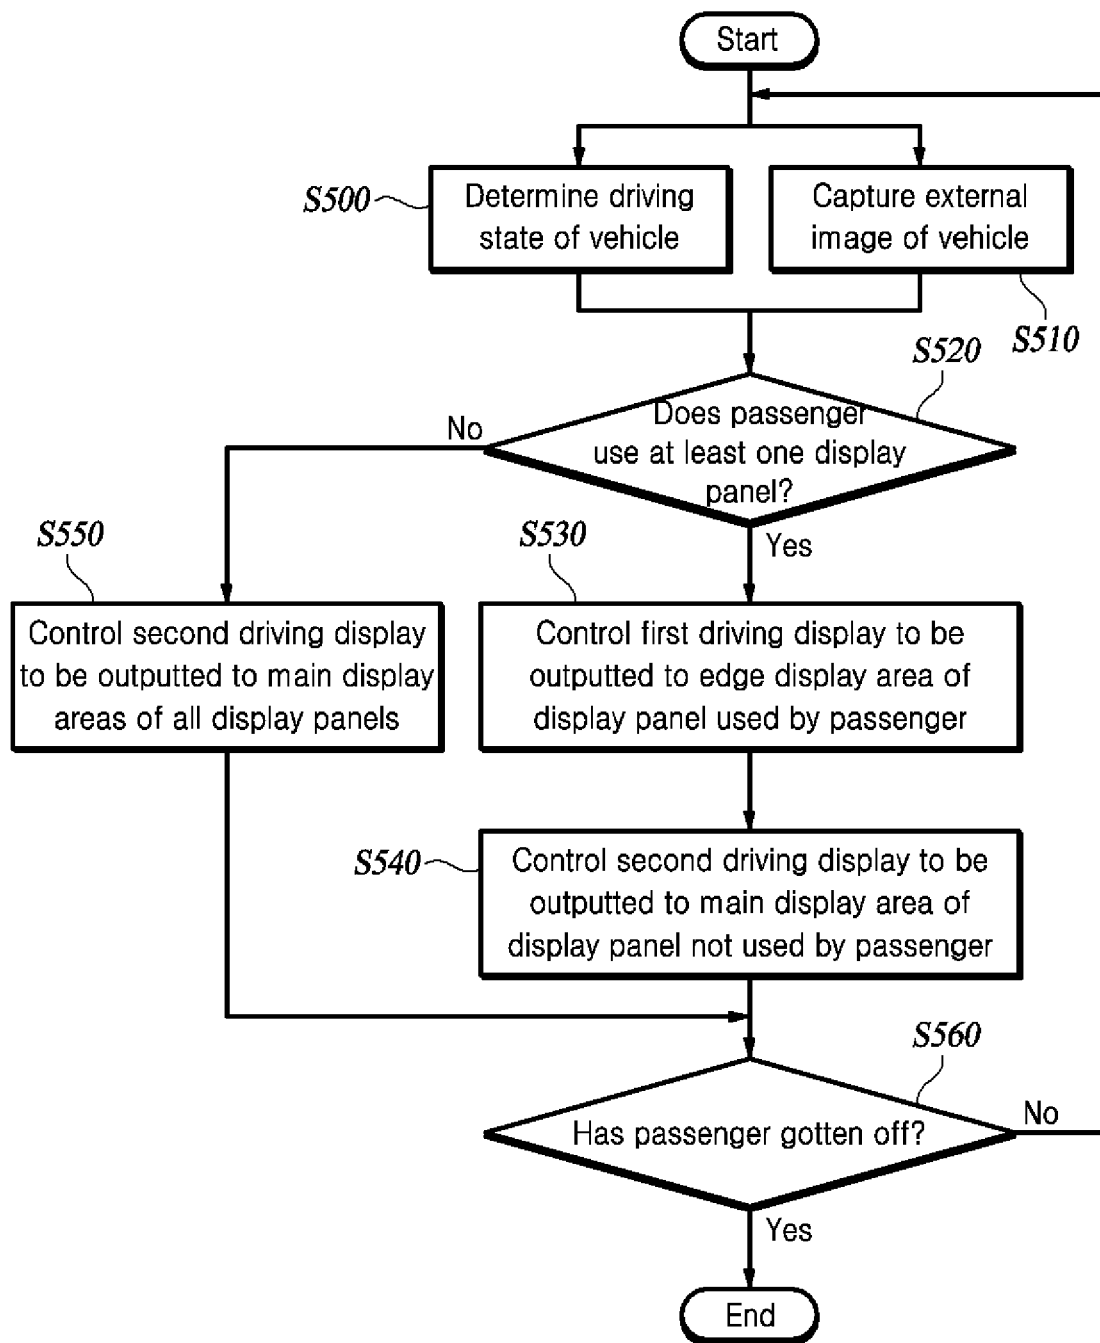 Start
S500
Determine driving
state of vehicle
Capture external
image of vehicle
S510
S520
Does passenger
use at least one display
panel?
No
Yes
S550
Control second driving display
to be outputted to main display
areas of all display panels
S530
Control first driving display to be
outputted to edge display area of
display panel used by passenger
S540
Control second driving display to be
outputted to main display area of
display panel not used by passenger
S560
Has passenger gotten off?
No
Yes
End